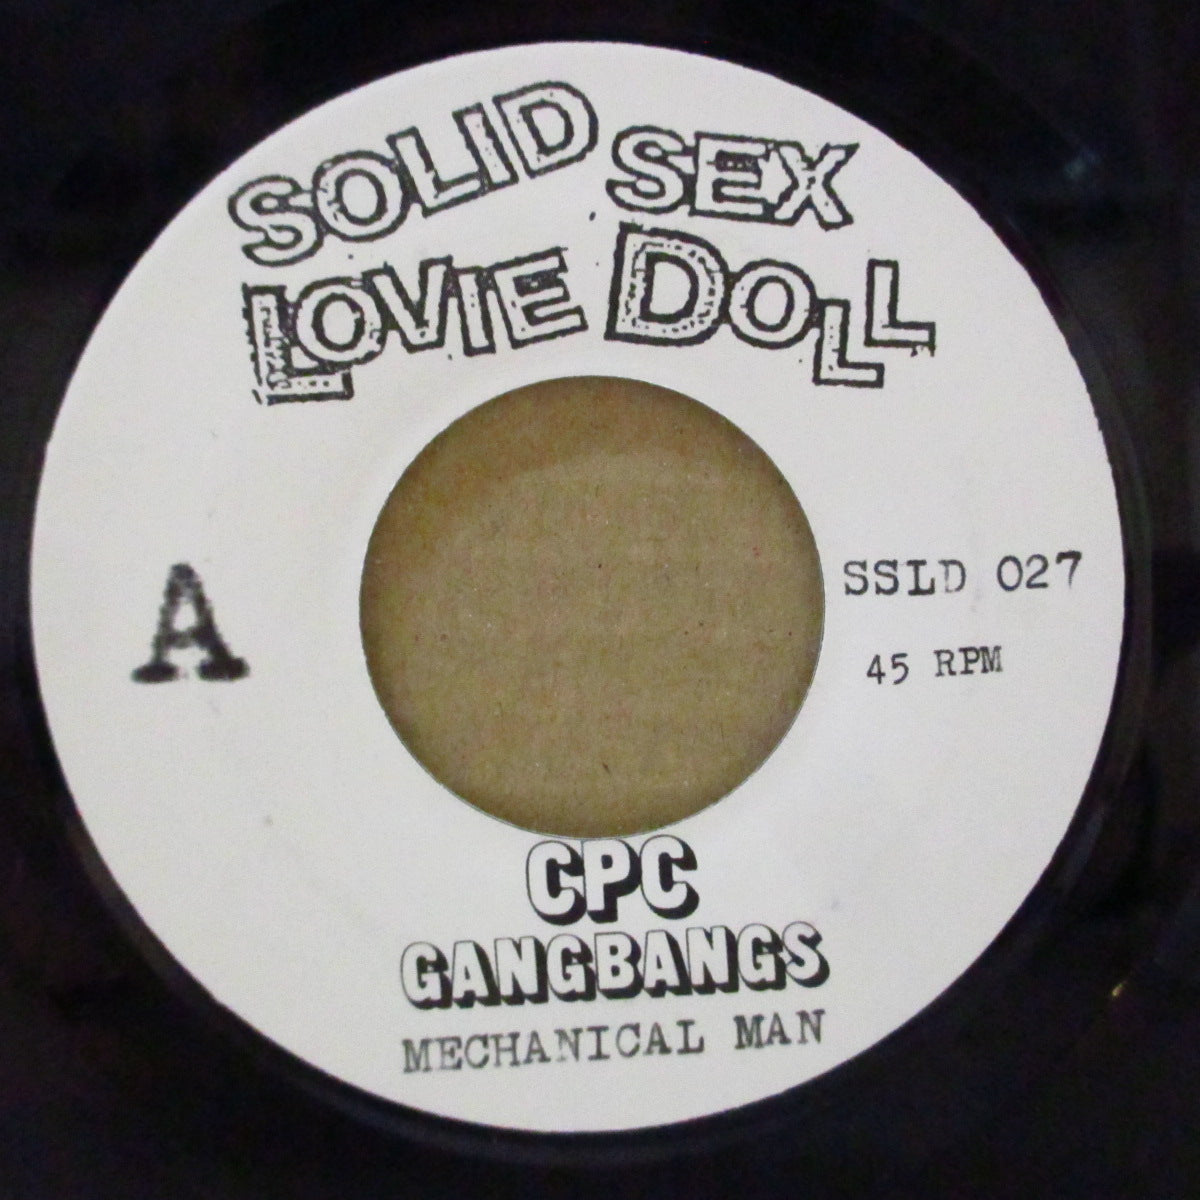 SOLID SEX
LOVIE DOLL
A
SSLD 027
45 RPM
CPC
GANGBANGS
MECHANICAL MAN